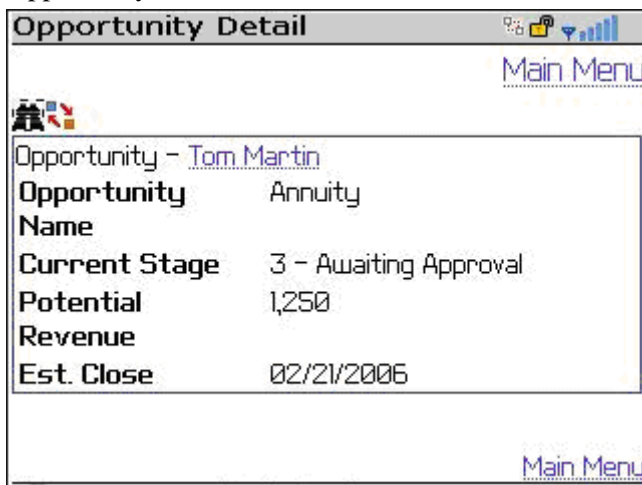 Opportunity Detail
Main Menu
Opportunity - Tom Martin
Opportunity Annuity
Name
Current Stage 3 - Awaiting Approval
Potential 1,250
Revenue
Est. Close 02/21/2006
Main Menu